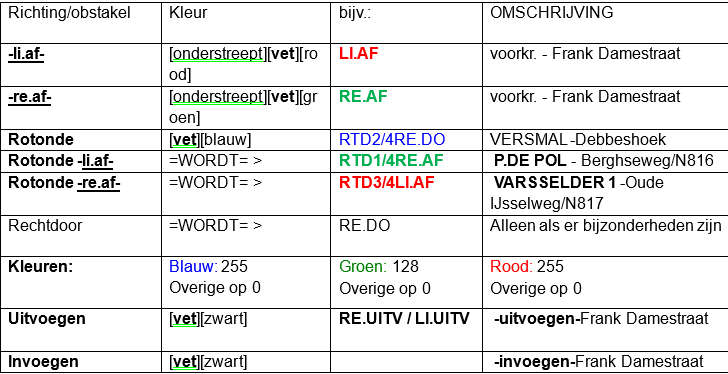 Richting/obstakel Kleur bijv.: OMSCHRIJVING
-li.af- [onderstreept][vet][ro LI.AF voorkr. - Frank Damestraat
od]
-re.af- [onderstreept][vet][gr RE.AF voorkr. - Frank Damestraat
oen]
Rotonde [vet][blauw] RTD2/4RE.DO VERSMAL -Debbeshoek
Rotonde -li.af- =WORDT= > RTD1/4RE.AF P.DE POL - Berghseweg/N816
Rotonde -re.af- =WORDT= > RTD3/4LI.AF VARSSELDER 1 -Oude
IJsselweg/N817
Rechtdoor =WORDT= > RE.DO Alleen als er bijzonderheden zijn
Kleuren: Blauw: 255 Groen: 128 Rood: 255
Overige op 0 Overige op 0 Overige op 0
Uitvoegen [vet][zwart] RE.UITV / LI.UITV -uitvoegen-Frank Damestraat
Invoegen [vet][zwart] -invoegen-Frank Damestraat